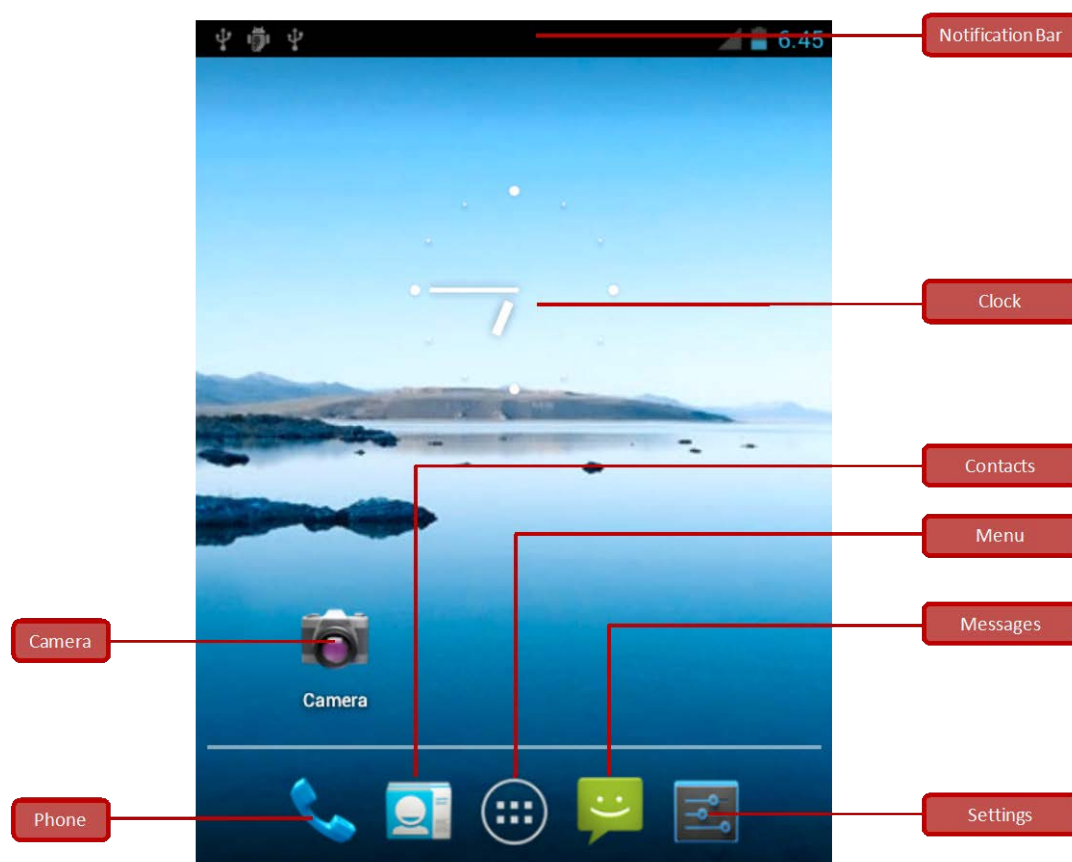 6.45
Notification Bar
Clock
Contacts
Menu
Messages
Camera
Camera
Phone
Settings